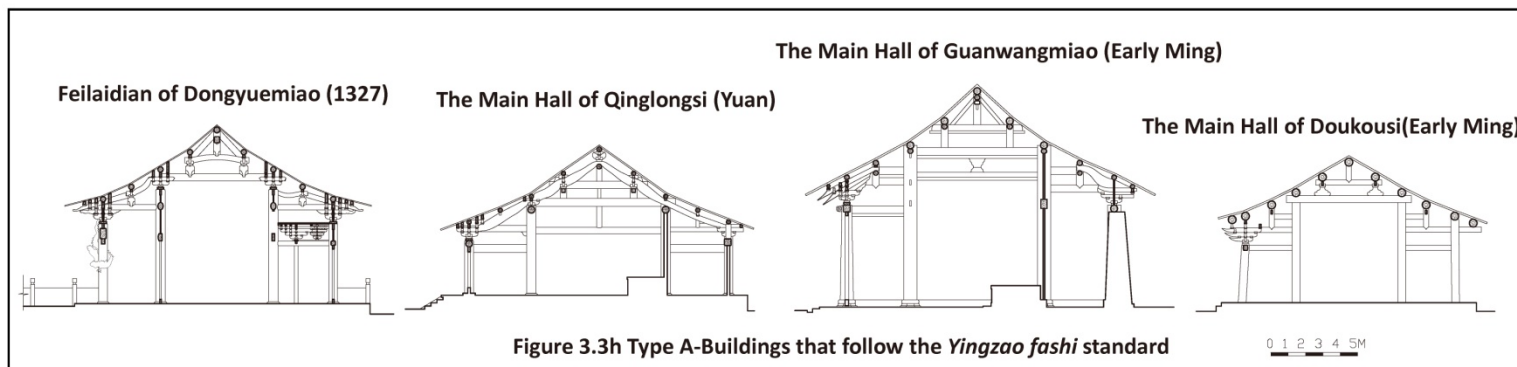 The Main Hall of Guanwangmiao (Early Ming)
Feilaidian of Dongyuemiao (1327)
The Main Hall of Qinglongsi (Yuan)
The Main Hall of Doukousi(Early Ming)
Figure 3.3h Type A-Buildings that follow the Yingzao fashi standard
0 1 2 3 4 5M